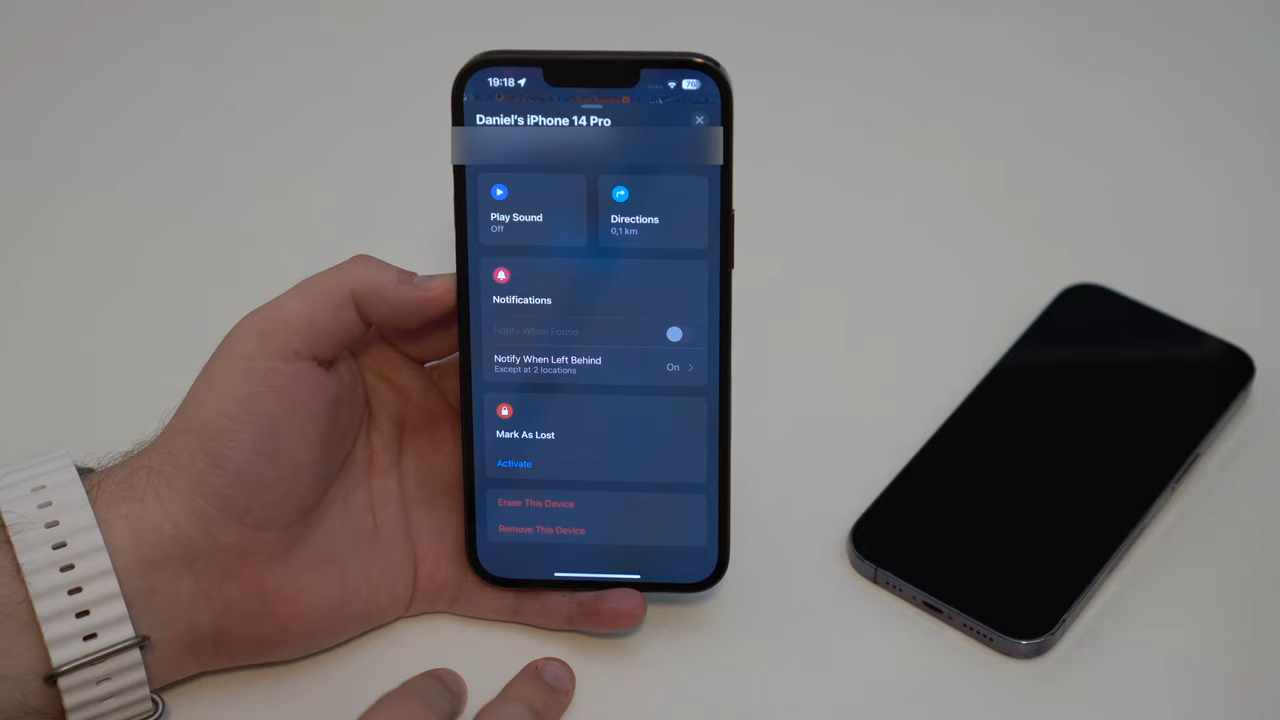 19:18
76
Daniel's iPhone 14 Pro
Play Sound
Off
Directions
0,1 km
Notifications
Notify When Found
Notify When Left Behind
Except at 2 locations
On
Mark As Lost
Activate
Erase This Device
Remove This Device